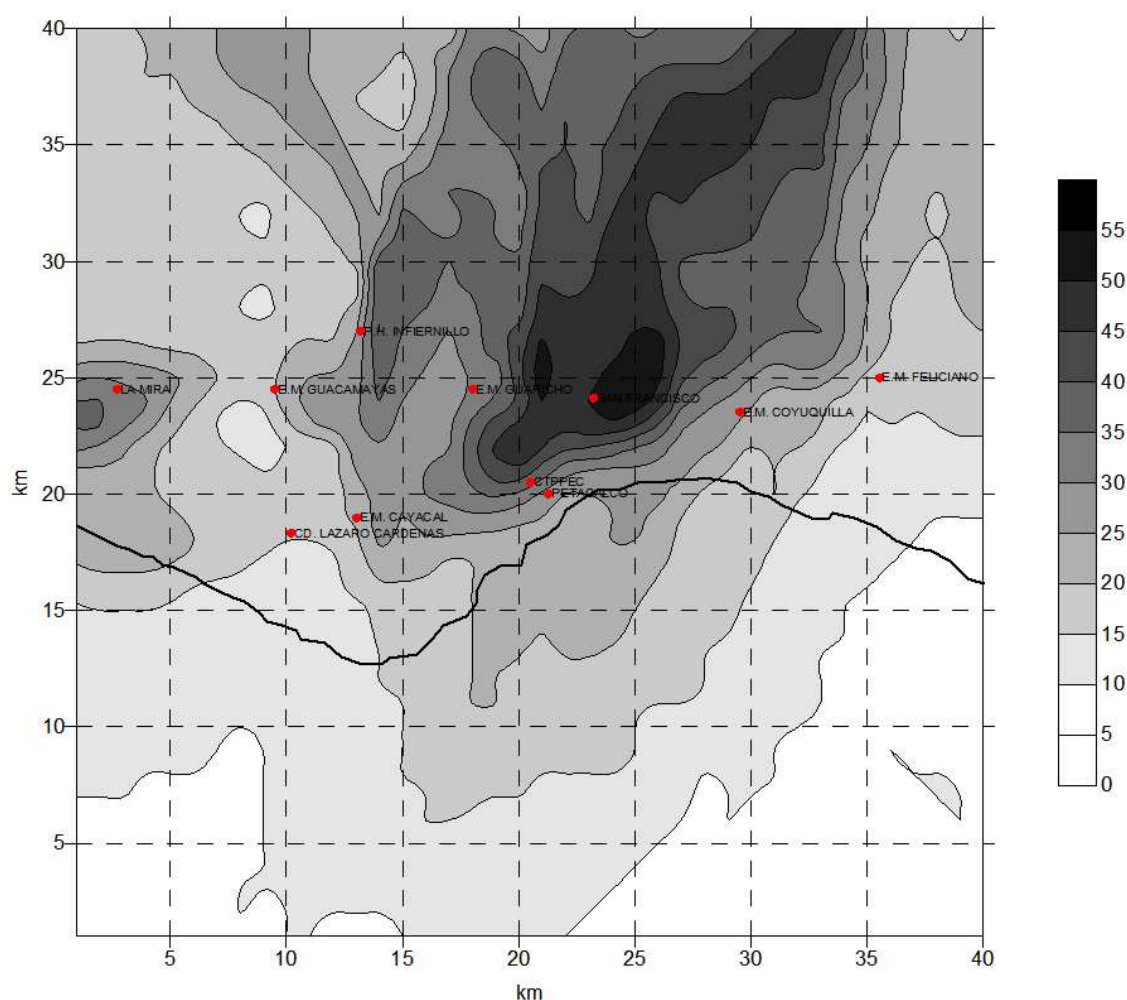 40
35
30
25
20
15
10
5
km
55
50
45
40
35
30
25
20
15
10
5
0
P.H. INFIERNILLO
LA MIRA
E.M. GUACAMAYAS
E.M. GUARICHO
E.M. FELICIANO
SAN FRANCISCO
E.M. COYUQUILLA
CTPPEC
PETACALCO
E.M. CAYACAL
CD. LAZARO CARDENAS
5 10 15 20 25 30 35 40
km